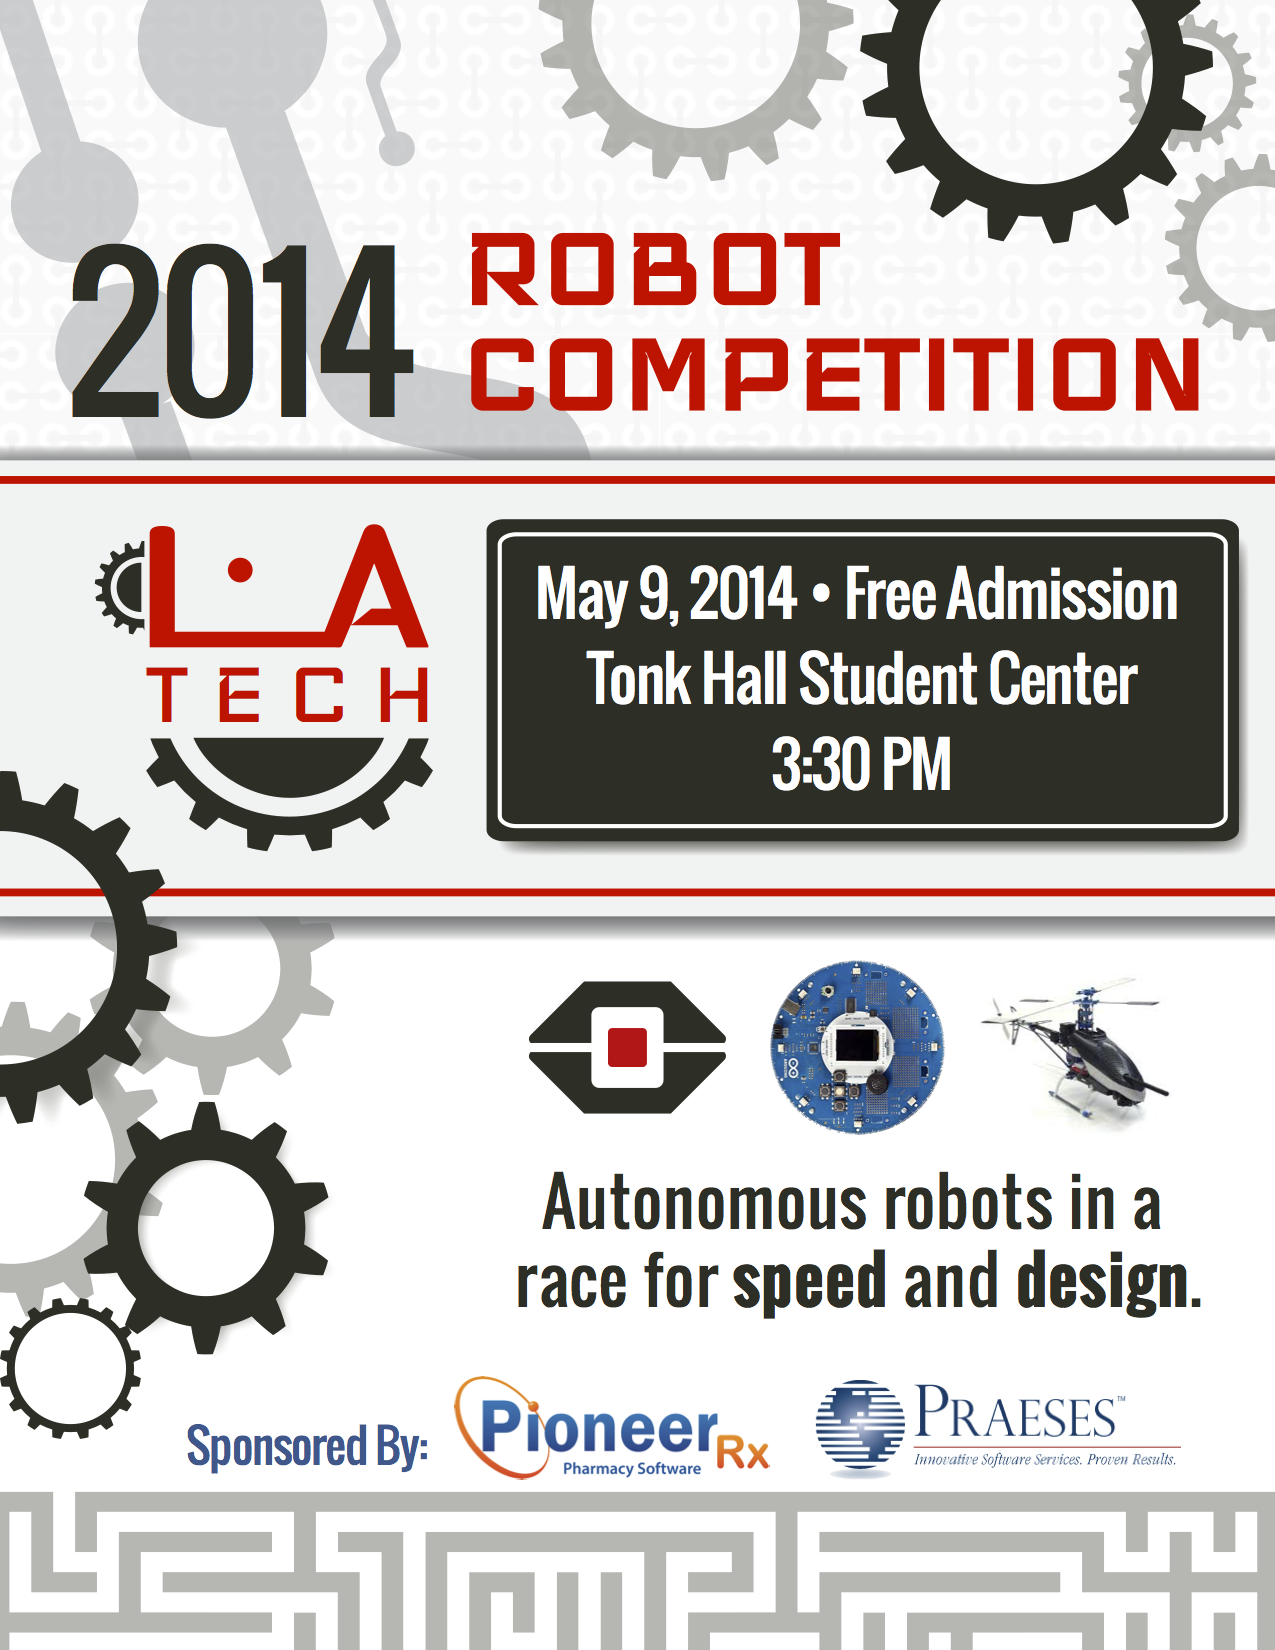 2014
ROBOT
COMPETITION
LA
TECH
May 9, 2014 • Free Admission
Tonk Hall Student Center
3:30 PM
Autonomous robots in a
race for speed and design.
Sponsored By:
PioneerRx
Pharmacy Software
PRAESES™
Innovative Software Services. Proven Results.